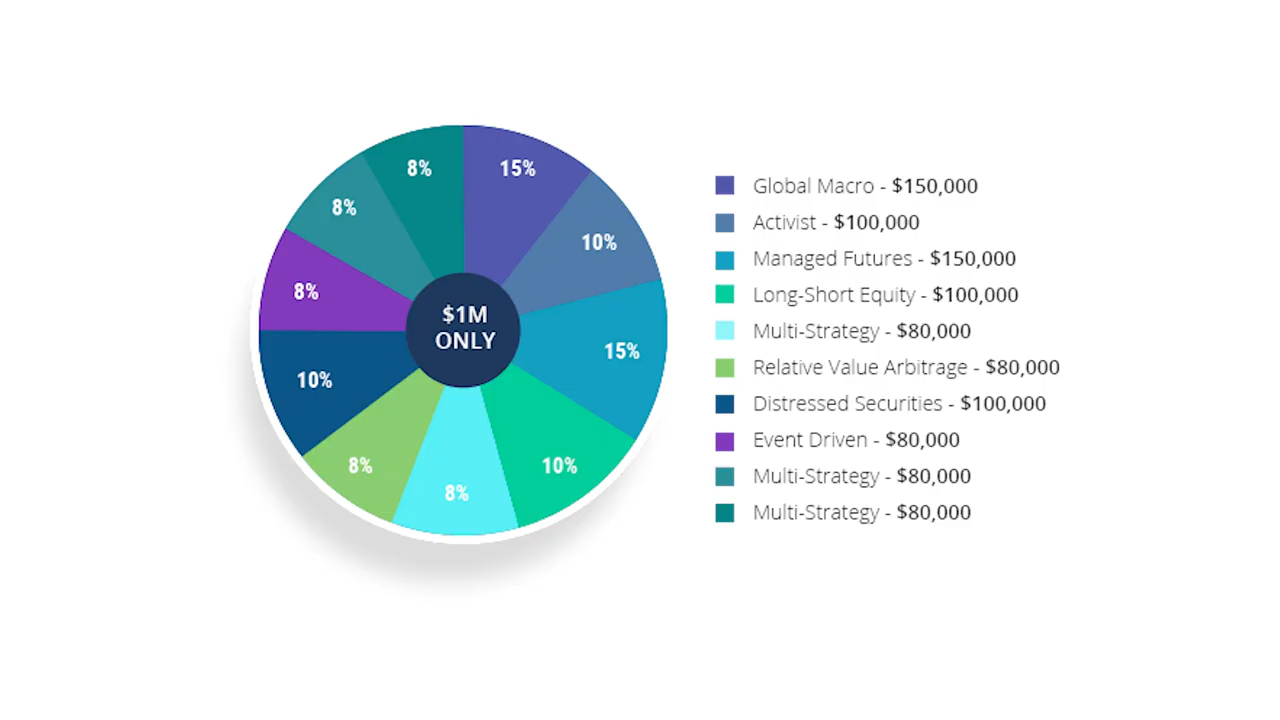 8%
15%
8%
10%
8%
$1M
ONLY
15%
10%
8%
10%
8%
Global Macro - $150,000
Activist - $100,000
Managed Futures - $150,000
Long-Short Equity - $100,000
Multi-Strategy - $80,000
Relative Value Arbitrage - $80,000
Distressed Securities - $100,000
Event Driven - $80,000
Multi-Strategy - $80,000
Multi-Strategy - $80,000